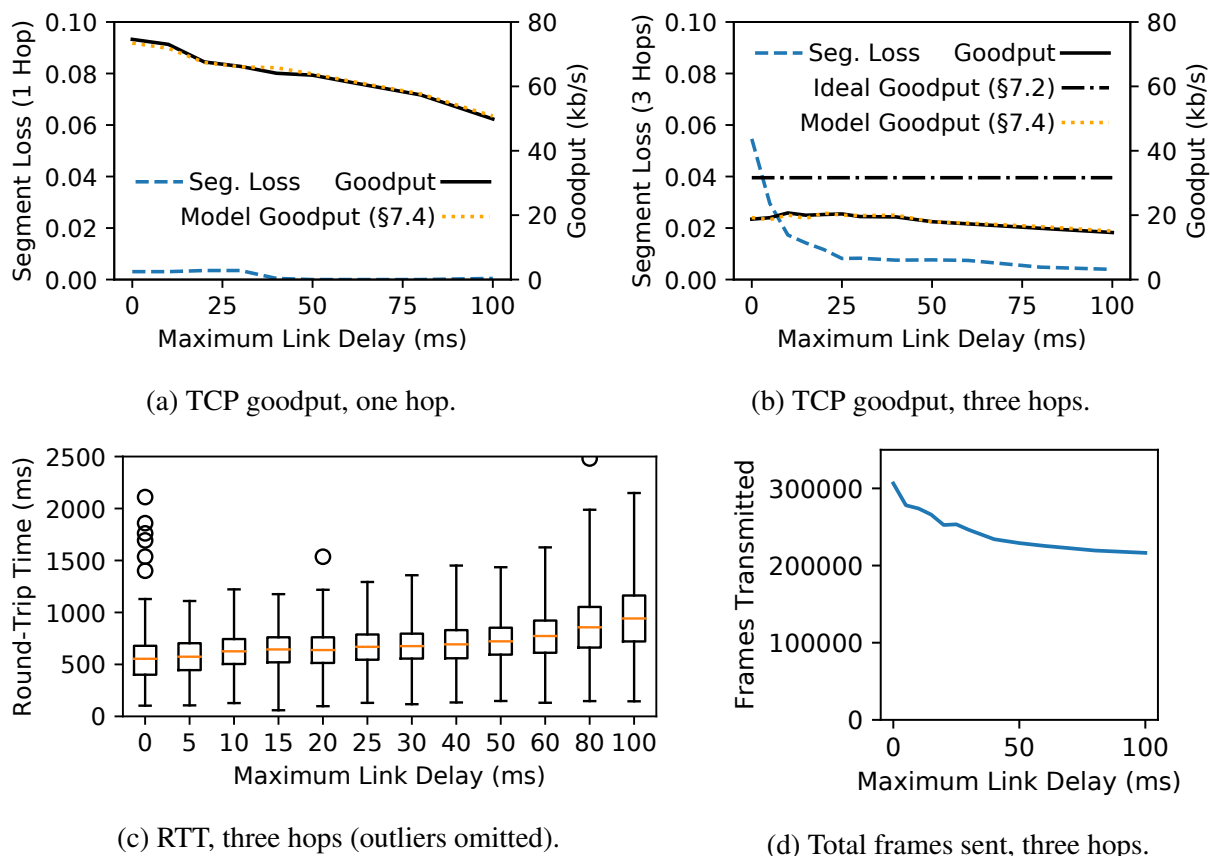 Segment Loss (1 Hop)
0.10
0.08
0.06
0.04
0.02
0.00
80
60
40
20
0
Goodput (kb/s)
Seg. Loss Goodput
Model Goodput (§7.4)
0 25 50 75 100
Maximum Link Delay (ms)
(a) TCP goodput, one hop.
Segment Loss (3 Hops)
0.10
0.08
0.06
0.04
0.02
0.00
80
60
40
20
0
Goodput (kb/s)
Seg. Loss Goodput
Ideal Goodput (§7.2)
Model Goodput (§7.4)
0 25 50 75 100
Maximum Link Delay (ms)
(b) TCP goodput, three hops.
Round-Trip Time (ms)
2500
2000
1500
1000
500
0
0 5 10 15 20 25 30 40 50 60 80 100
Maximum Link Delay (ms)
(c) RTT, three hops (outliers omitted).
Frames Transmitted
300000
200000
100000
0
0 50 100
Maximum Link Delay (ms)
(d) Total frames sent, three hops.